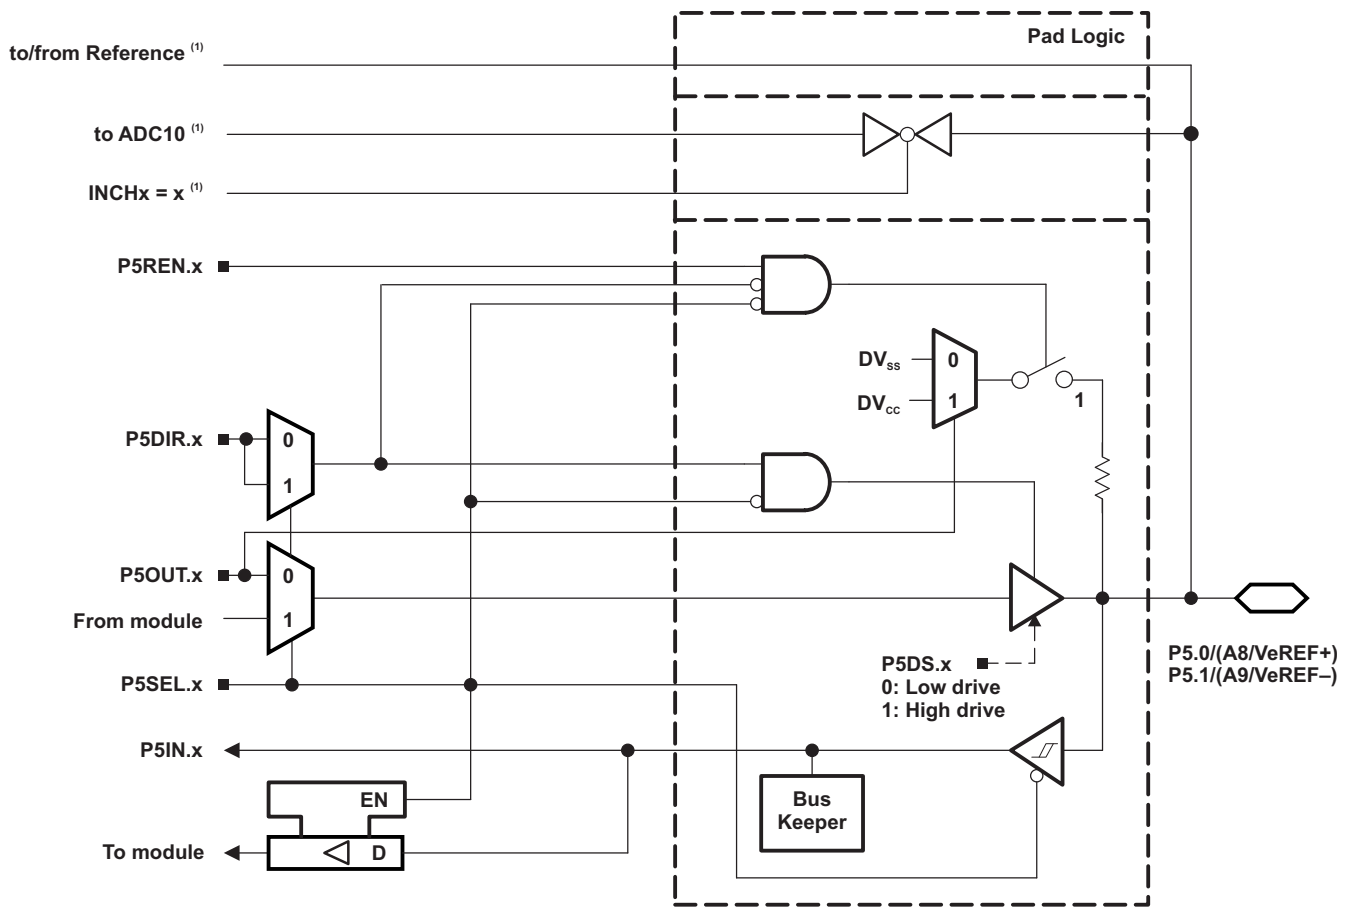 Pad Logic
to/from Reference (1)
to ADC10 (1)
INCHx = x (1)
P5REN.x
DVss
0
DVcc
1
1
P5DIR.x
0
1
P5OUT.x
0
From module
1
P5DS.x
0: Low drive
1: High drive
P5.0/(A8/VeREF+)
P5.1/(A9/VeREF–)
P5SEL.x
P5IN.x
EN
Bus
Keeper
To module
D